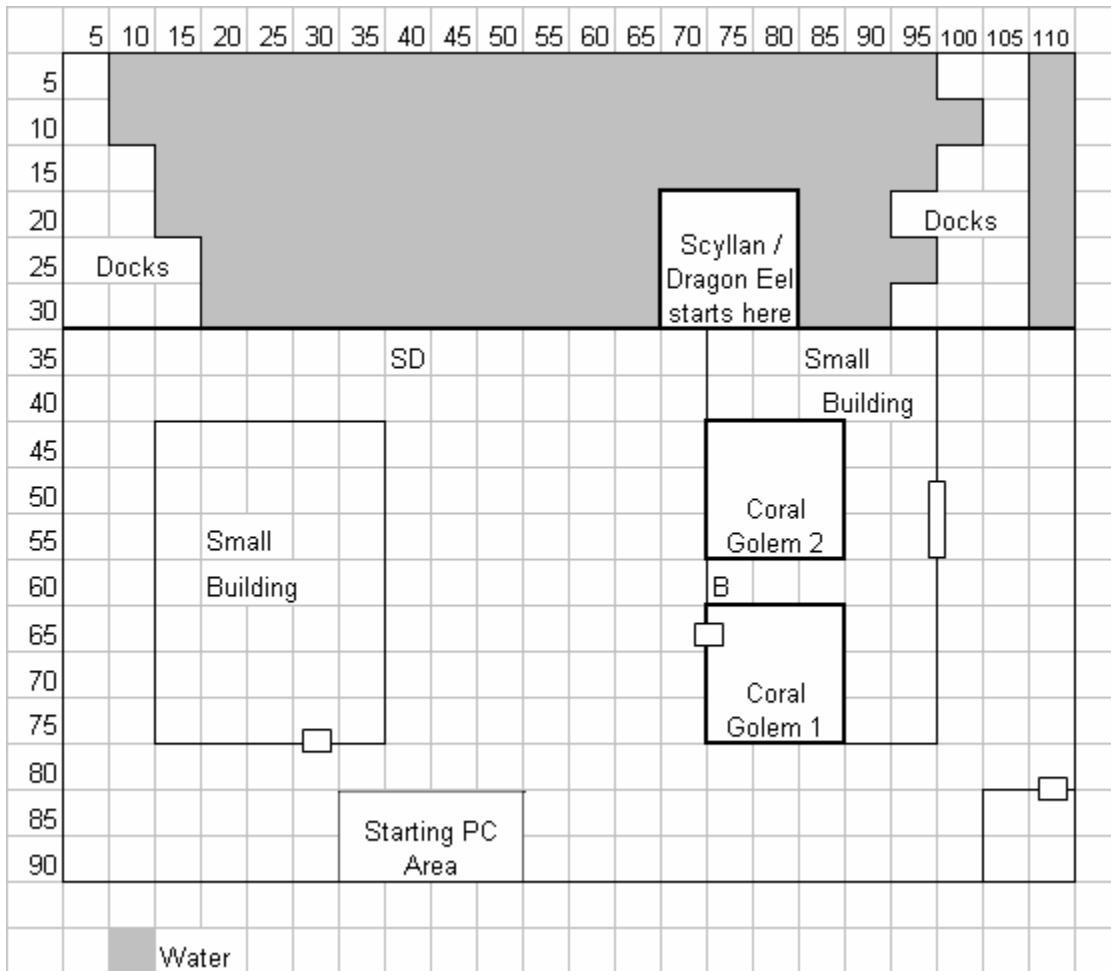 5 10 15 20 25 30 35 40 45 50 55 60 65 70 75 80 85 90 95 100 105 110
5
10
15
20 Docks
Scyllan /
25 Docks Dragon Eel
30 starts here
35 SD Small
40 Building
45
50 Coral
55 Small Golem 2
60 Building B
65
70 Coral
75 Golem 1
80
85 Starting PC
90 Area
Water